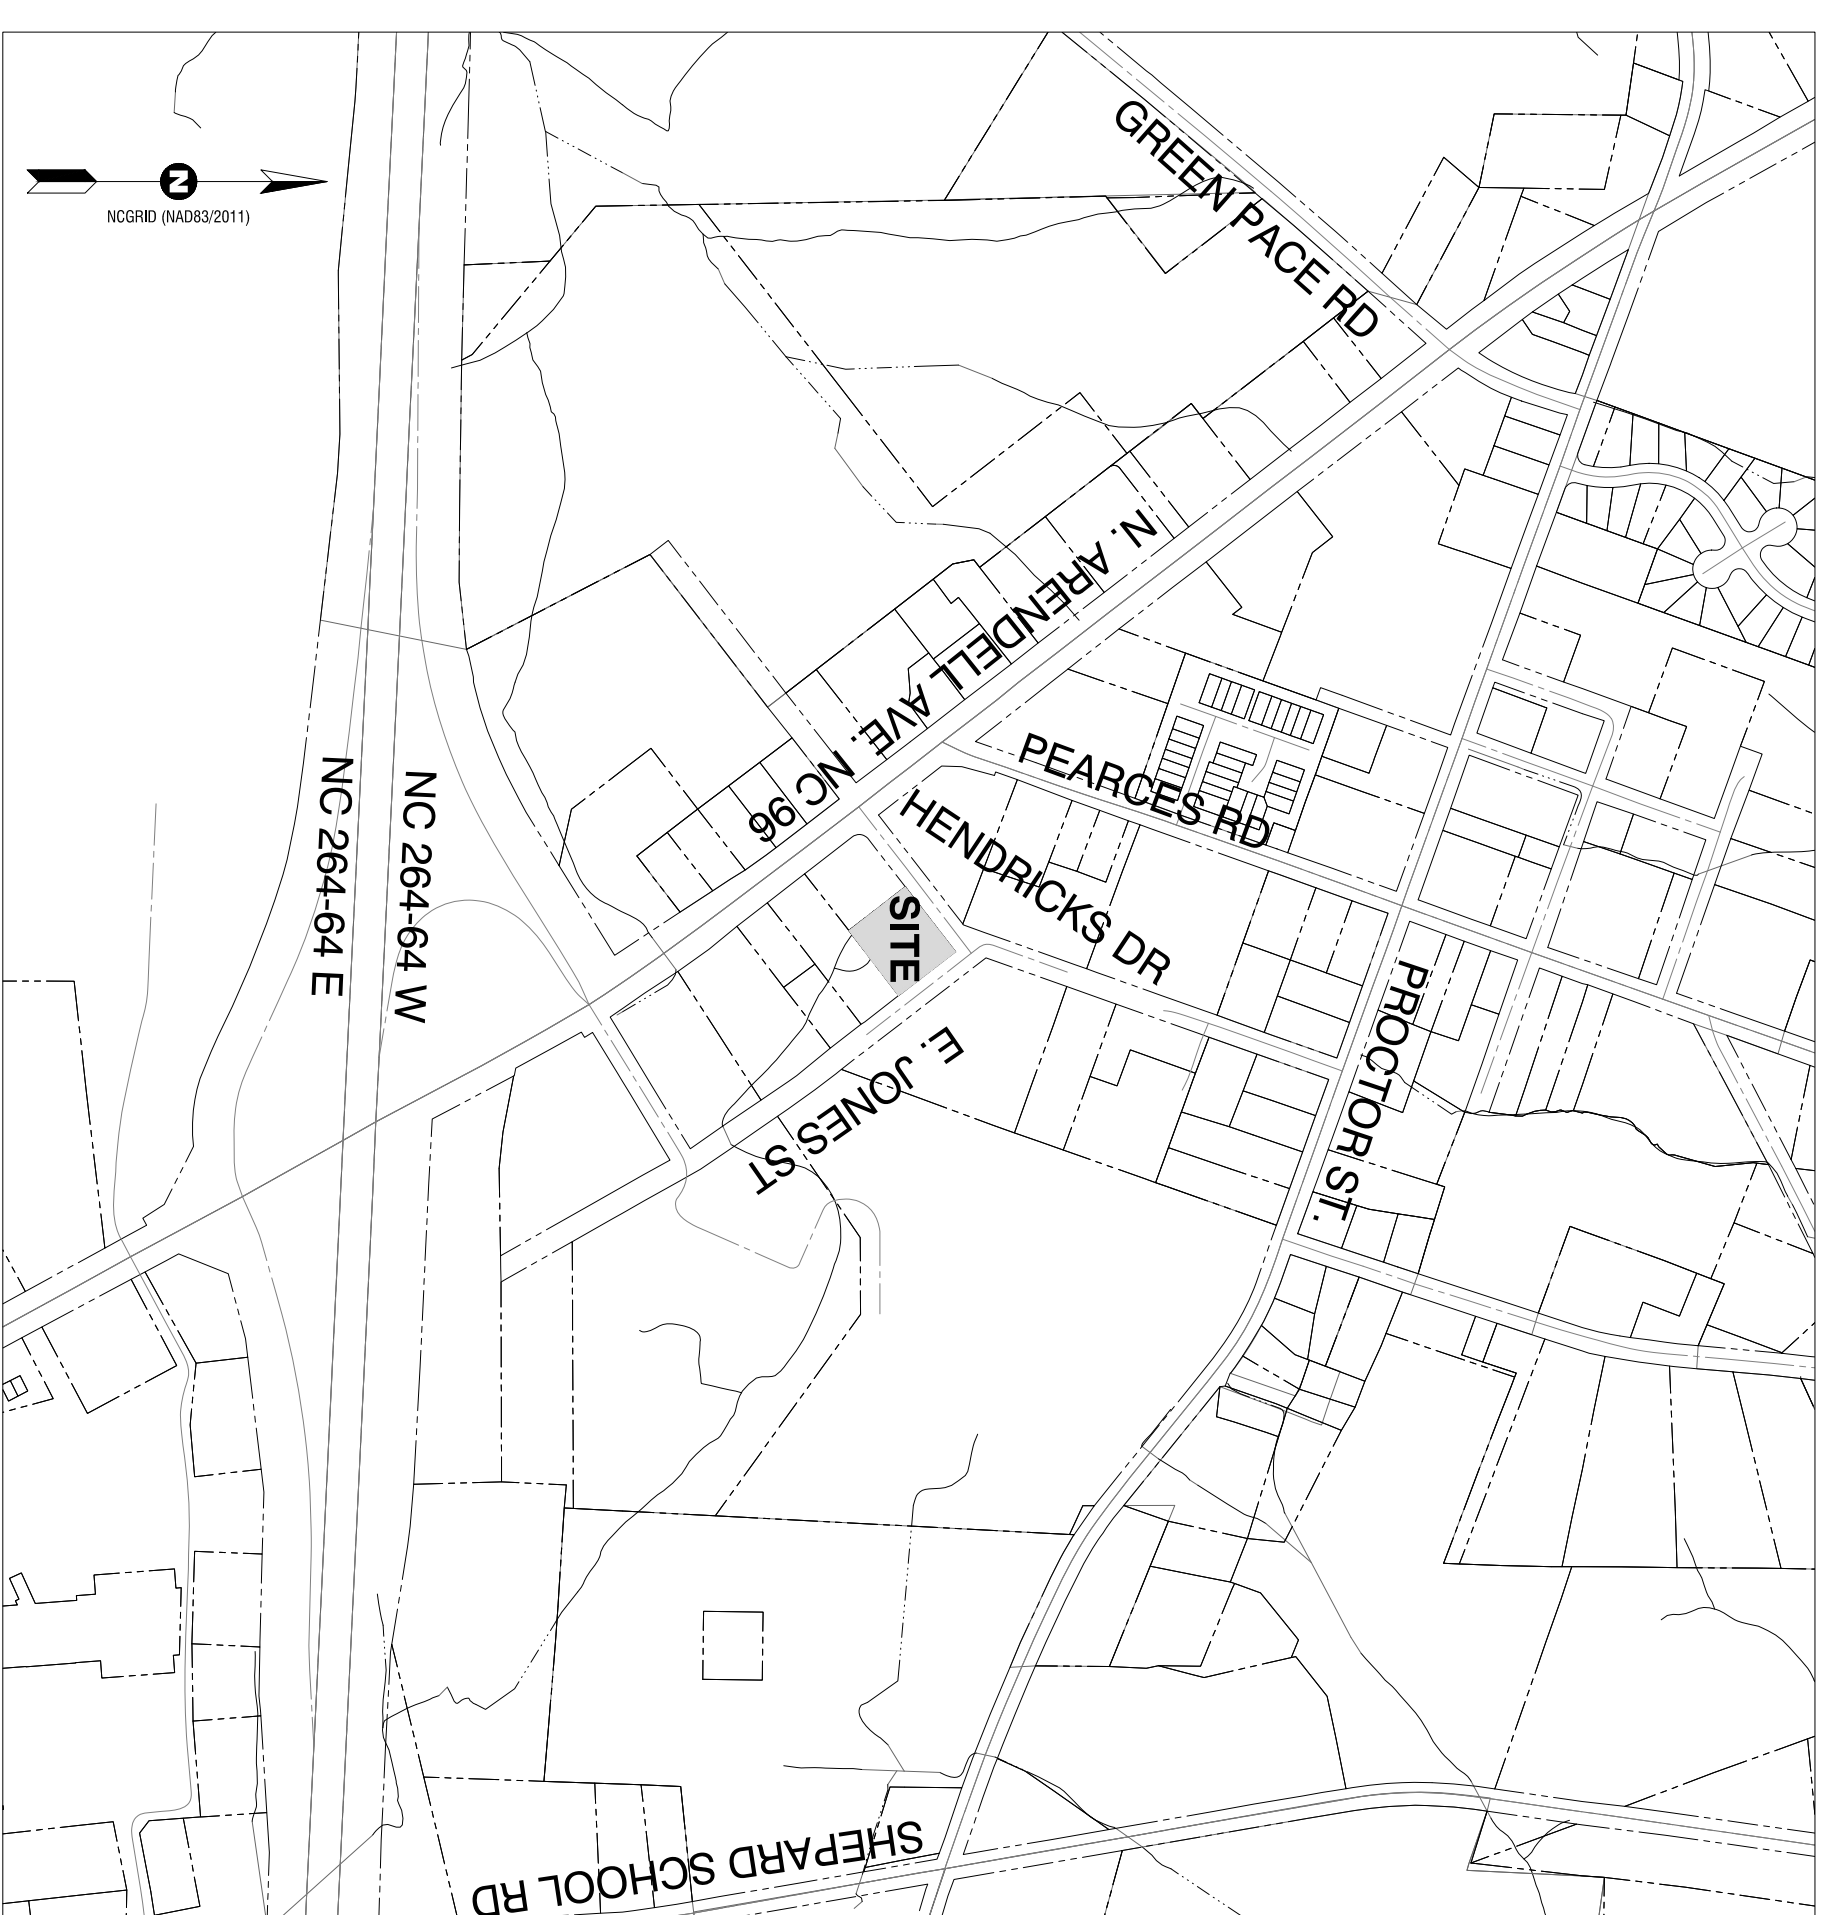 GREEN PACE RD
N
NCGRID (NAD83/2011)
N. ARENDELL AVE. NC 96
PEARCES RD
HENDRICKS DR
NC 264-64 E
NC 264-64 W
SITE
PROCTOR ST.
E. JONES ST
SHEPARD SCHOOL RD